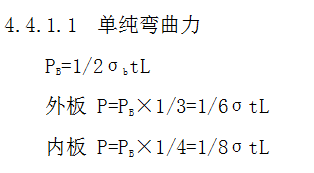 4.4.1.1 单纯弯曲力
P_B=1/2σ_btL
外板 P=P_B×1/3=1/6σtL
内板 P=P_B×1/4=1/8σtL